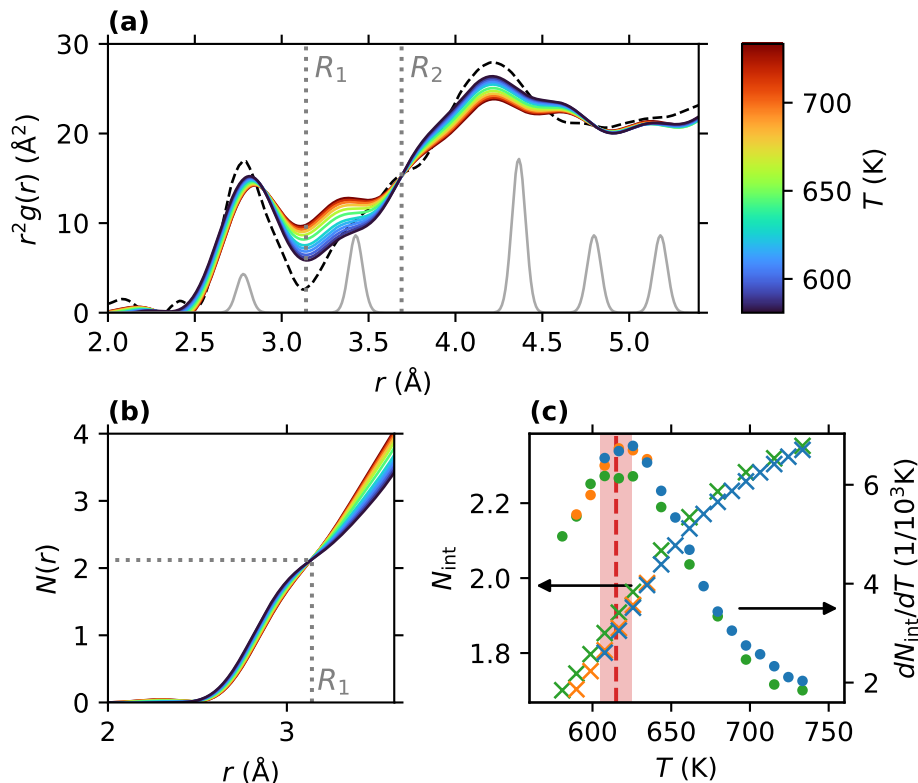 (a)
30
20
10
0
r²g(r) (Å²)
R₁
R₂
2.0 2.5 3.0 3.5 4.0 4.5 5.0
r (Å)
700
650
600
T (K)
(b)
4
3
2
1
0
N(r)
R₁
2 3
r (Å)
(c)
2.2
2.0
1.8
N_int
6
4
2
dN_int/dT (1/10³K)
600 650 700 750
T (K)